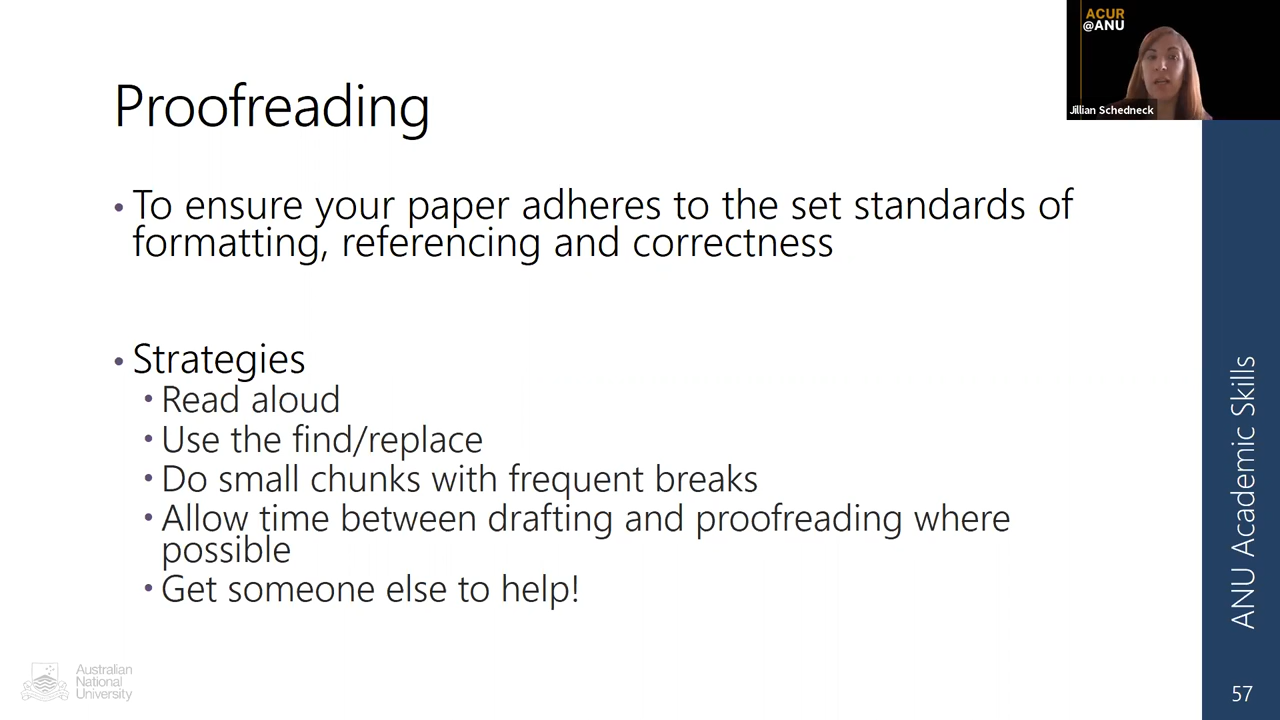 ACUR
@ANU
Jillian Schedneck
Proofreading
• To ensure your paper adheres to the set standards of
formatting, referencing and correctness
• Strategies
• Read aloud
• Use the find/replace
• Do small chunks with frequent breaks
• Allow time between drafting and proofreading where
possible
• Get someone else to help!
ANU Academic Skills
Australian
National
University
57